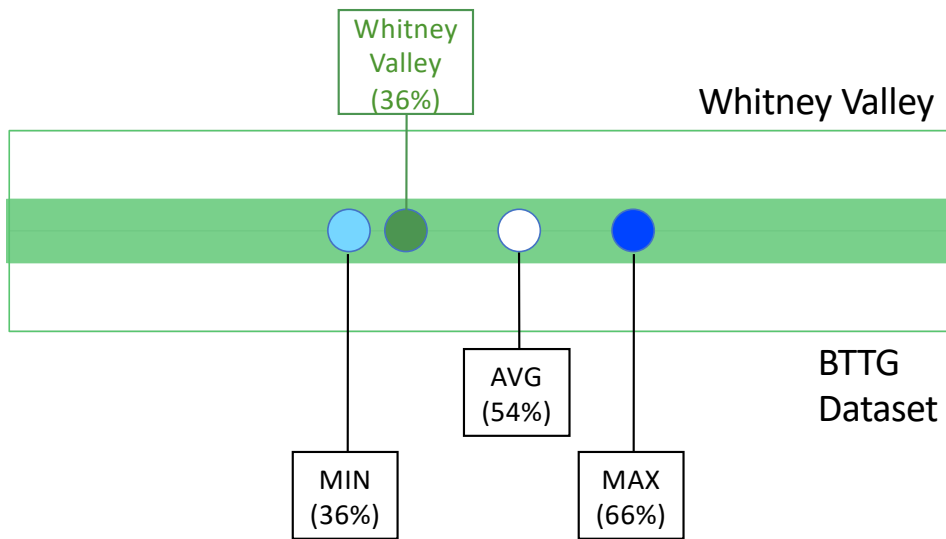 Whitney
Valley
(36%)
Whitney Valley
AVG
(54%)
BTTG
Dataset
MIN
(36%)
MAX
(66%)